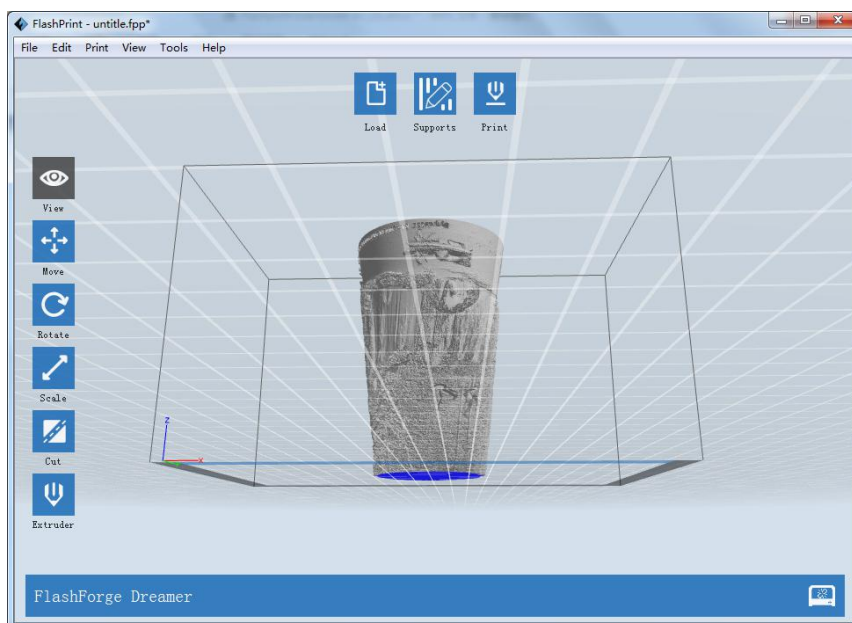 FlashPrint - untitle.fpp*
File Edit Print View Tools Help
Load Supports Print
View
Move
Rotate
Scale
Cut
Extruder
z
x
FlashForge Dreamer